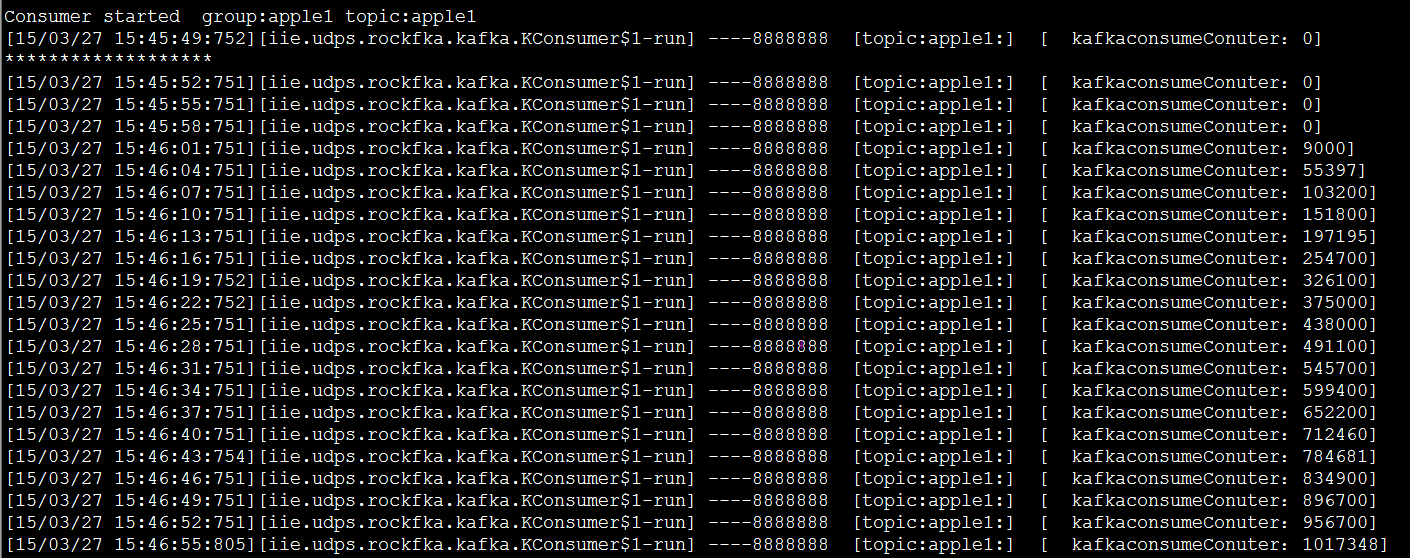 Consumer started  group:apple1 topic:apple1
[15/03/27 15:45:49:752][iie.udps.rockfka.kafka.KConsumer$1-run] ----8888888  [topic:apple1:]  [  kafkaconsumeConuter：0]
*******************
[15/03/27 15:45:52:751][iie.udps.rockfka.kafka.KConsumer$1-run] ----8888888  [topic:apple1:]  [  kafkaconsumeConuter：0]
[15/03/27 15:45:55:751][iie.udps.rockfka.kafka.KConsumer$1-run] ----8888888  [topic:apple1:]  [  kafkaconsumeConuter：0]
[15/03/27 15:45:58:751][iie.udps.rockfka.kafka.KConsumer$1-run] ----8888888  [topic:apple1:]  [  kafkaconsumeConuter：0]
[15/03/27 15:46:01:751][iie.udps.rockfka.kafka.KConsumer$1-run] ----8888888  [topic:apple1:]  [  kafkaconsumeConuter：9000]
[15/03/27 15:46:04:751][iie.udps.rockfka.kafka.KConsumer$1-run] ----8888888  [topic:apple1:]  [  kafkaconsumeConuter：55397]
[15/03/27 15:46:07:751][iie.udps.rockfka.kafka.KConsumer$1-run] ----8888888  [topic:apple1:]  [  kafkaconsumeConuter：103200]
[15/03/27 15:46:10:751][iie.udps.rockfka.kafka.KConsumer$1-run] ----8888888  [topic:apple1:]  [  kafkaconsumeConuter：151800]
[15/03/27 15:46:13:751][iie.udps.rockfka.kafka.KConsumer$1-run] ----8888888  [topic:apple1:]  [  kafkaconsumeConuter：197195]
[15/03/27 15:46:16:751][iie.udps.rockfka.kafka.KConsumer$1-run] ----8888888  [topic:apple1:]  [  kafkaconsumeConuter：254700]
[15/03/27 15:46:19:752][iie.udps.rockfka.kafka.KConsumer$1-run] ----8888888  [topic:apple1:]  [  kafkaconsumeConuter：326100]
[15/03/27 15:46:22:752][iie.udps.rockfka.kafka.KConsumer$1-run] ----8888888  [topic:apple1:]  [  kafkaconsumeConuter：375000]
[15/03/27 15:46:25:751][iie.udps.rockfka.kafka.KConsumer$1-run] ----8888888  [topic:apple1:]  [  kafkaconsumeConuter：438000]
[15/03/27 15:46:28:751][iie.udps.rockfka.kafka.KConsumer$1-run] ----8888888  [topic:apple1:]  [  kafkaconsumeConuter：491100]
[15/03/27 15:46:31:751][iie.udps.rockfka.kafka.KConsumer$1-run] ----8888888  [topic:apple1:]  [  kafkaconsumeConuter：545700]
[15/03/27 15:46:34:751][iie.udps.rockfka.kafka.KConsumer$1-run] ----8888888  [topic:apple1:]  [  kafkaconsumeConuter：599400]
[15/03/27 15:46:37:751][iie.udps.rockfka.kafka.KConsumer$1-run] ----8888888  [topic:apple1:]  [  kafkaconsumeConuter：652200]
[15/03/27 15:46:40:751][iie.udps.rockfka.kafka.KConsumer$1-run] ----8888888  [topic:apple1:]  [  kafkaconsumeConuter：712460]
[15/03/27 15:46:43:754][iie.udps.rockfka.kafka.KConsumer$1-run] ----8888888  [topic:apple1:]  [  kafkaconsumeConuter：784681]
[15/03/27 15:46:46:751][iie.udps.rockfka.kafka.KConsumer$1-run] ----8888888  [topic:apple1:]  [  kafkaconsumeConuter：834900]
[15/03/27 15:46:49:751][iie.udps.rockfka.kafka.KConsumer$1-run] ----8888888  [topic:apple1:]  [  kafkaconsumeConuter：896700]
[15/03/27 15:46:52:751][iie.udps.rockfka.kafka.KConsumer$1-run] ----8888888  [topic:apple1:]  [  kafkaconsumeConuter：956700]
[15/03/27 15:46:55:805][iie.udps.rockfka.kafka.KConsumer$1-run] ----8888888  [topic:apple1:]  [  kafkaconsumeConuter：1017348]